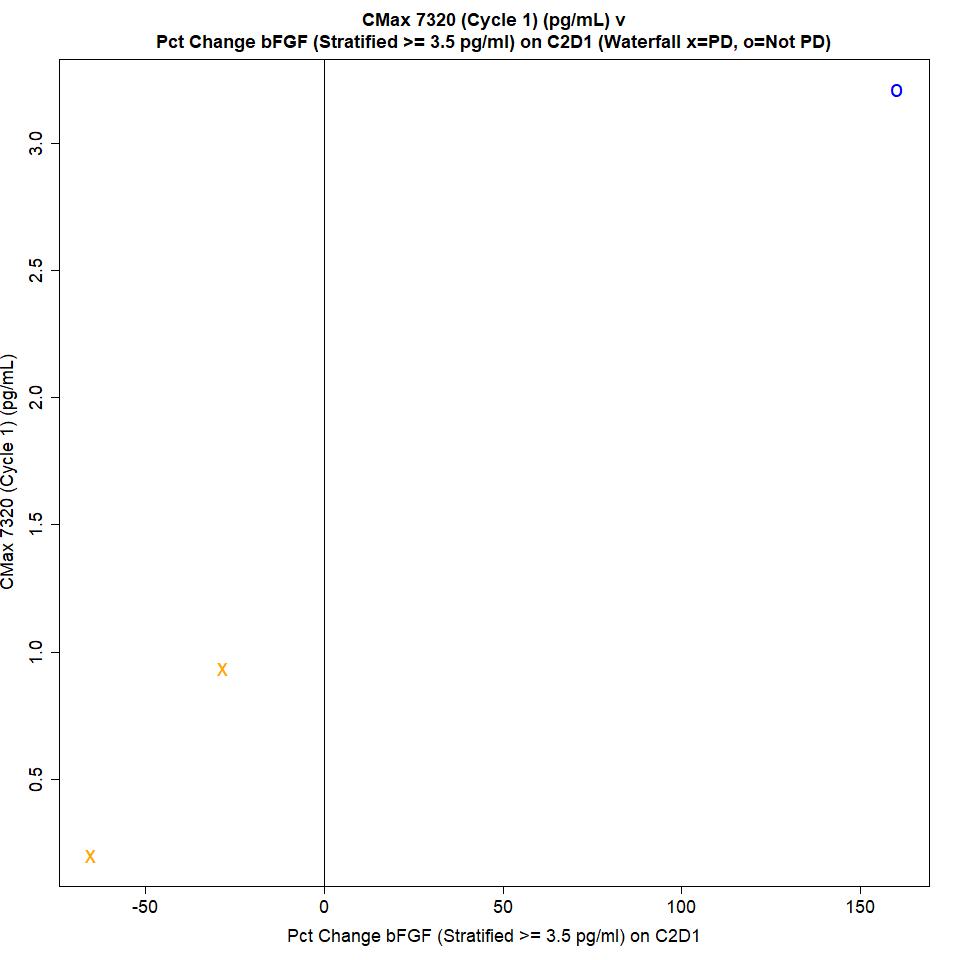 CMax 7320 (Cycle 1) (pg/mL) v
Pct Change bFGF (Stratified >= 3.5 pg/ml) on C2D1 (Waterfall x=PD, o=Not PD)
CMax 7320 (Cycle 1) (pg/mL)
3.0
2.5
2.0
1.5
1.0
0.5
O
X
X
-50
0
50
100
150
Pct Change bFGF (Stratified >= 3.5 pg/ml) on C2D1